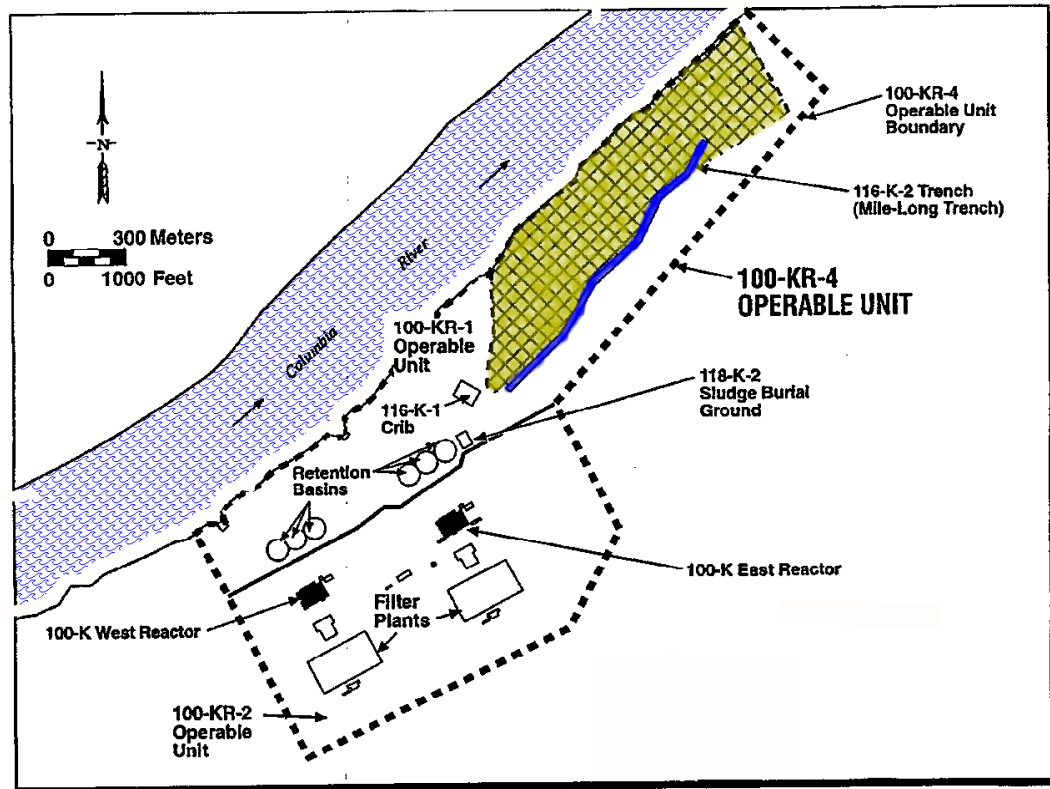 100-KR-4
Operable Unit
Boundary
N
116-K-2 Trench
(Mile-Long Trench)
0 300 Meters
0 1000 Feet
River
100-KR-4
OPERABLE UNIT
100-KR-1
Operable
Unit
Columbia
118-K-2
Sludge Burial
Ground
116-K-1
Crib
Retention
Basins
100-K East Reactor
Filter
Plants
100-K West Reactor
100-KR-2
Operable
Unit